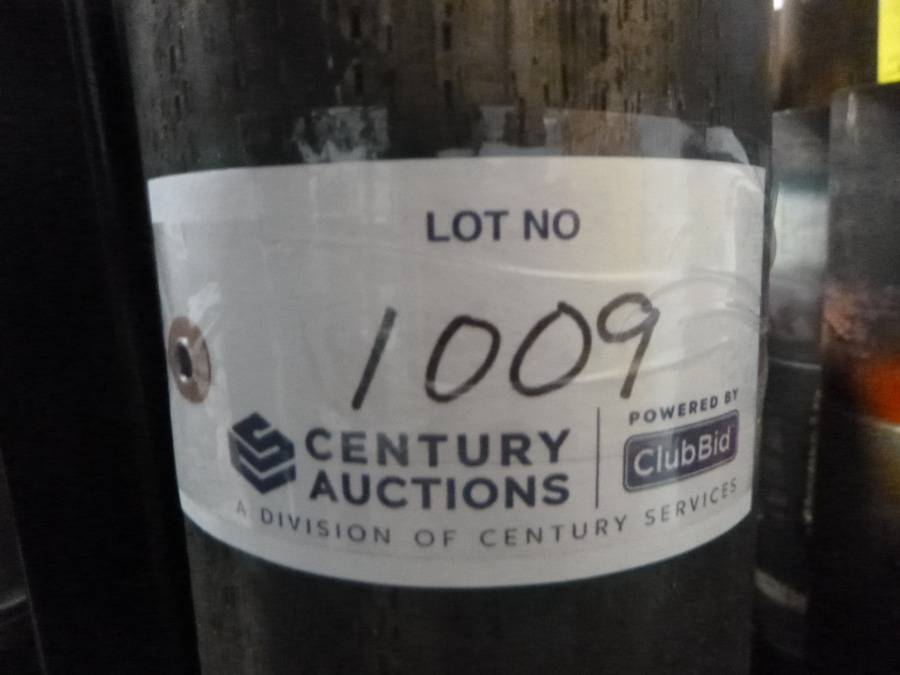 LOT NO
1009
CENTURY AUCTIONS
POWERED BY
ClubBid
A DIVISION OF CENTURY SERVICES